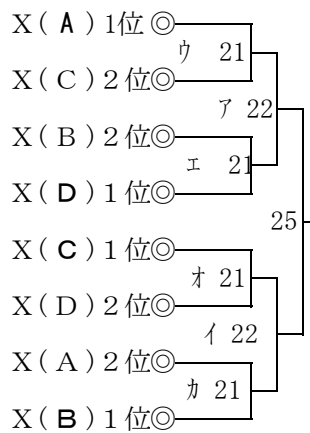 X(A)1位◎
ウ 21
X(C)2位◎
ア 22
X(B)2位◎
エ 21
X(D)1位◎
25
X(C)1位◎
オ 21
X(D)2位◎
イ 22
X(A)2位◎
カ 21
X(B)1位◎